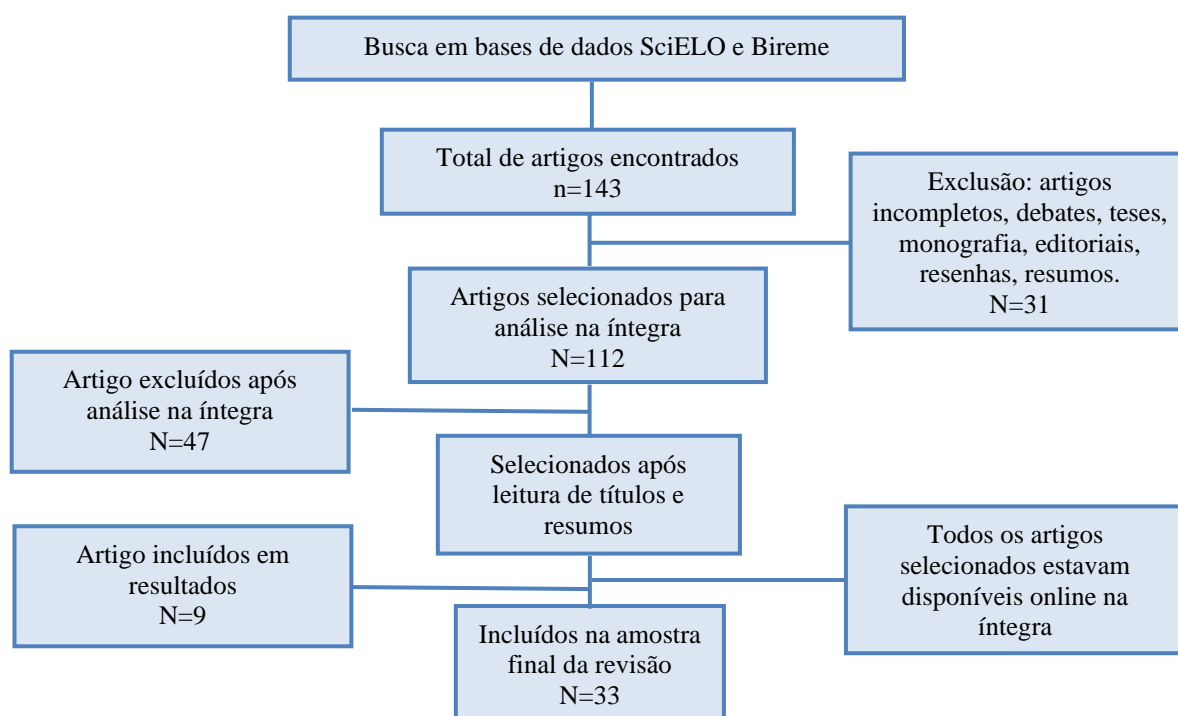 Busca em bases de dados SciELO e Bireme
Total de artigos encontrados
n=143
Exclusão: artigos
incompletos, debates, teses,
monografia, editoriais,
resenhas, resumos.
N=31
Artigos selecionados para
análise na íntegra
N=112
Artigo excluídos após
análise na íntegra
N=47
Selecionados após
leitura de títulos e
resumos
Artigo incluídos em
resultados
N=9
Todos os artigos
selecionados estavam
disponíveis online na
íntegra
Incluídos na amostra
final da revisão
N=33